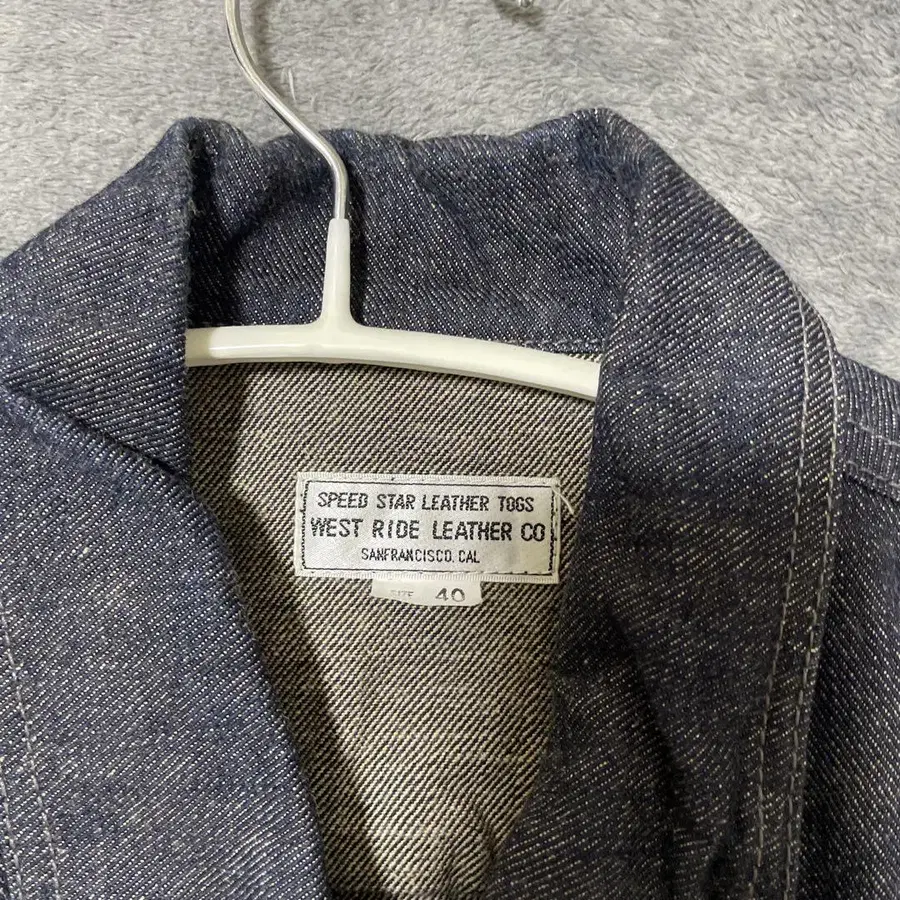 SPEED STAR LEATHER TOGS
WEST RIDE LEATHER CO
SANFRANCISCO. CAL
SIZE 40